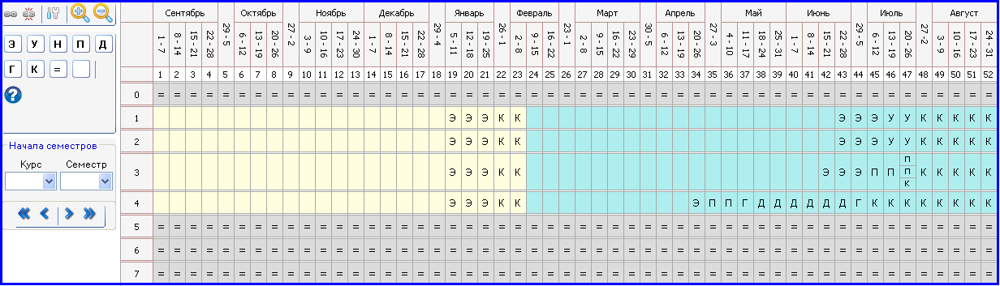 Э У Н П Д
Г К =
?
Начала семестров
Курс Семестр
Сентябрь Октябрь Ноябрь Декабрь Январь Февраль Март Апрель Май Июнь Июль Август
1 - 7 8 - 14 15 - 21 22 - 28 29 - 5 6 - 12 13 - 19 20 - 26 27 - 2 3 - 9 10 - 16 17 - 23 24 - 30 1 - 7 8 - 14 15 - 21 22 - 28 29 - 4 5 - 11 12 - 18 19 - 25 26 - 1 2 - 8 9 - 15 16 - 22 23 - 1 2 - 8 9 - 15 16 - 22 23 - 29 30 - 5 6 - 12 13 - 19 20 - 26 27 - 3 4 - 10 11 - 17 18 - 24 25 - 31 1 - 7 8 - 14 15 - 21 22 - 28 29 - 5 6 - 12 13 - 19 20 - 26 27 - 2 3 - 9 10 - 16 17 - 23 24 - 31
1 2 3 4 5 6 7 8 9 10 11 12 13 14 15 16 17 18 19 20 21 22 23 24 25 26 27 28 29 30 31 32 33 34 35 36 37 38 39 40 41 42 43 44 45 46 47 48 49 50 51 52
0 = = = = = = = = = = = = = = = = = = = = = = = = = = = = = = = = = = = = = = = = = = = = = = = = = = = =
1 Э Э Э К К Э Э Э У У К К К К К
2 Э Э Э К К Э Э Э У У К К К К К
3 Э Э Э К К Э Э Э П П П П К К К К К К
4 Э Э Э К К Э П П Г Д Д Д Д Д Д Г К К К К К К К К
5 = = = = = = = = = = = = = = = = = = = = = = = = = = = = = = = = = = = = = = = = = = = = = = = = = = = =
6 = = = = = = = = = = = = = = = = = = = = = = = = = = = = = = = = = = = = = = = = = = = = = = = = = = = =
7 = = = = = = = = = = = = = = = = = = = = = = = = = = = = = = = = = = = = = = = = = = = = = = = = = = = =